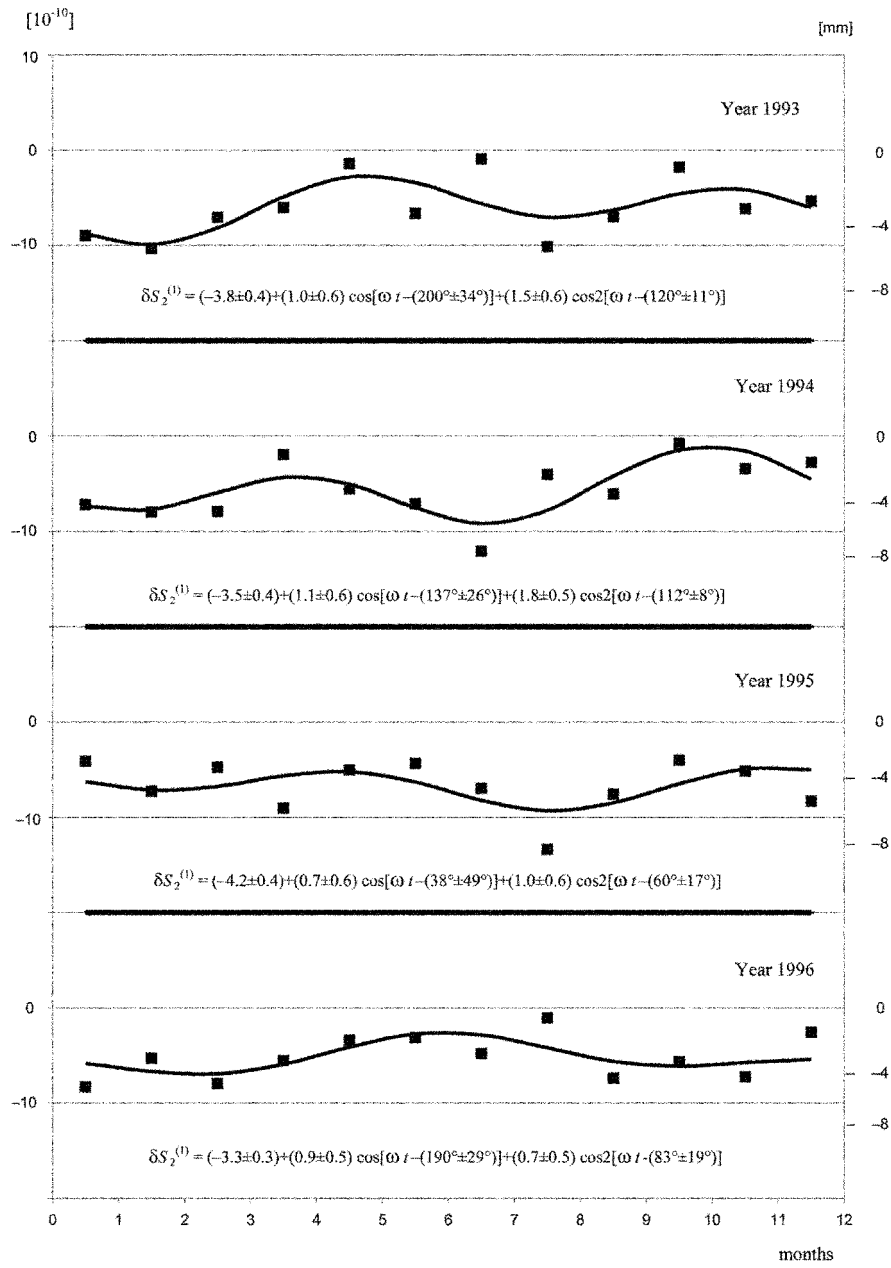 [10⁻¹⁰]
[mm]
10
Year 1993
0 0
−10 −4
−8
δS₂⁽¹⁾ = (−3.8±0.4)+(1.0±0.6) cos[ω t−(200°±34°)]+(1.5±0.6) cos2[ω t−(120°±11°)]
Year 1994
0 0
−4
−10
−8
δS₂⁽¹⁾ = (−3.5±0.4)+(1.1±0.6) cos[ω t−(137°±26°)]+(1.8±0.5) cos2[ω t−(112°±8°)]
Year 1995
0 0
−4
−10
−8
δS₂⁽¹⁾ = (−4.2±0.4)+(0.7±0.6) cos[ω t−(38°±49°)]+(1.0±0.6) cos2[ω t−(60°±17°)]
Year 1996
0 0
−4
−10
−8
δS₂⁽¹⁾ = (−3.3±0.3)+(0.9±0.5) cos[ω t−(190°±29°)]+(0.7±0.5) cos2[ω t-(83°±19°)]
0 1 2 3 4 5 6 7 8 9 10 11 12
months